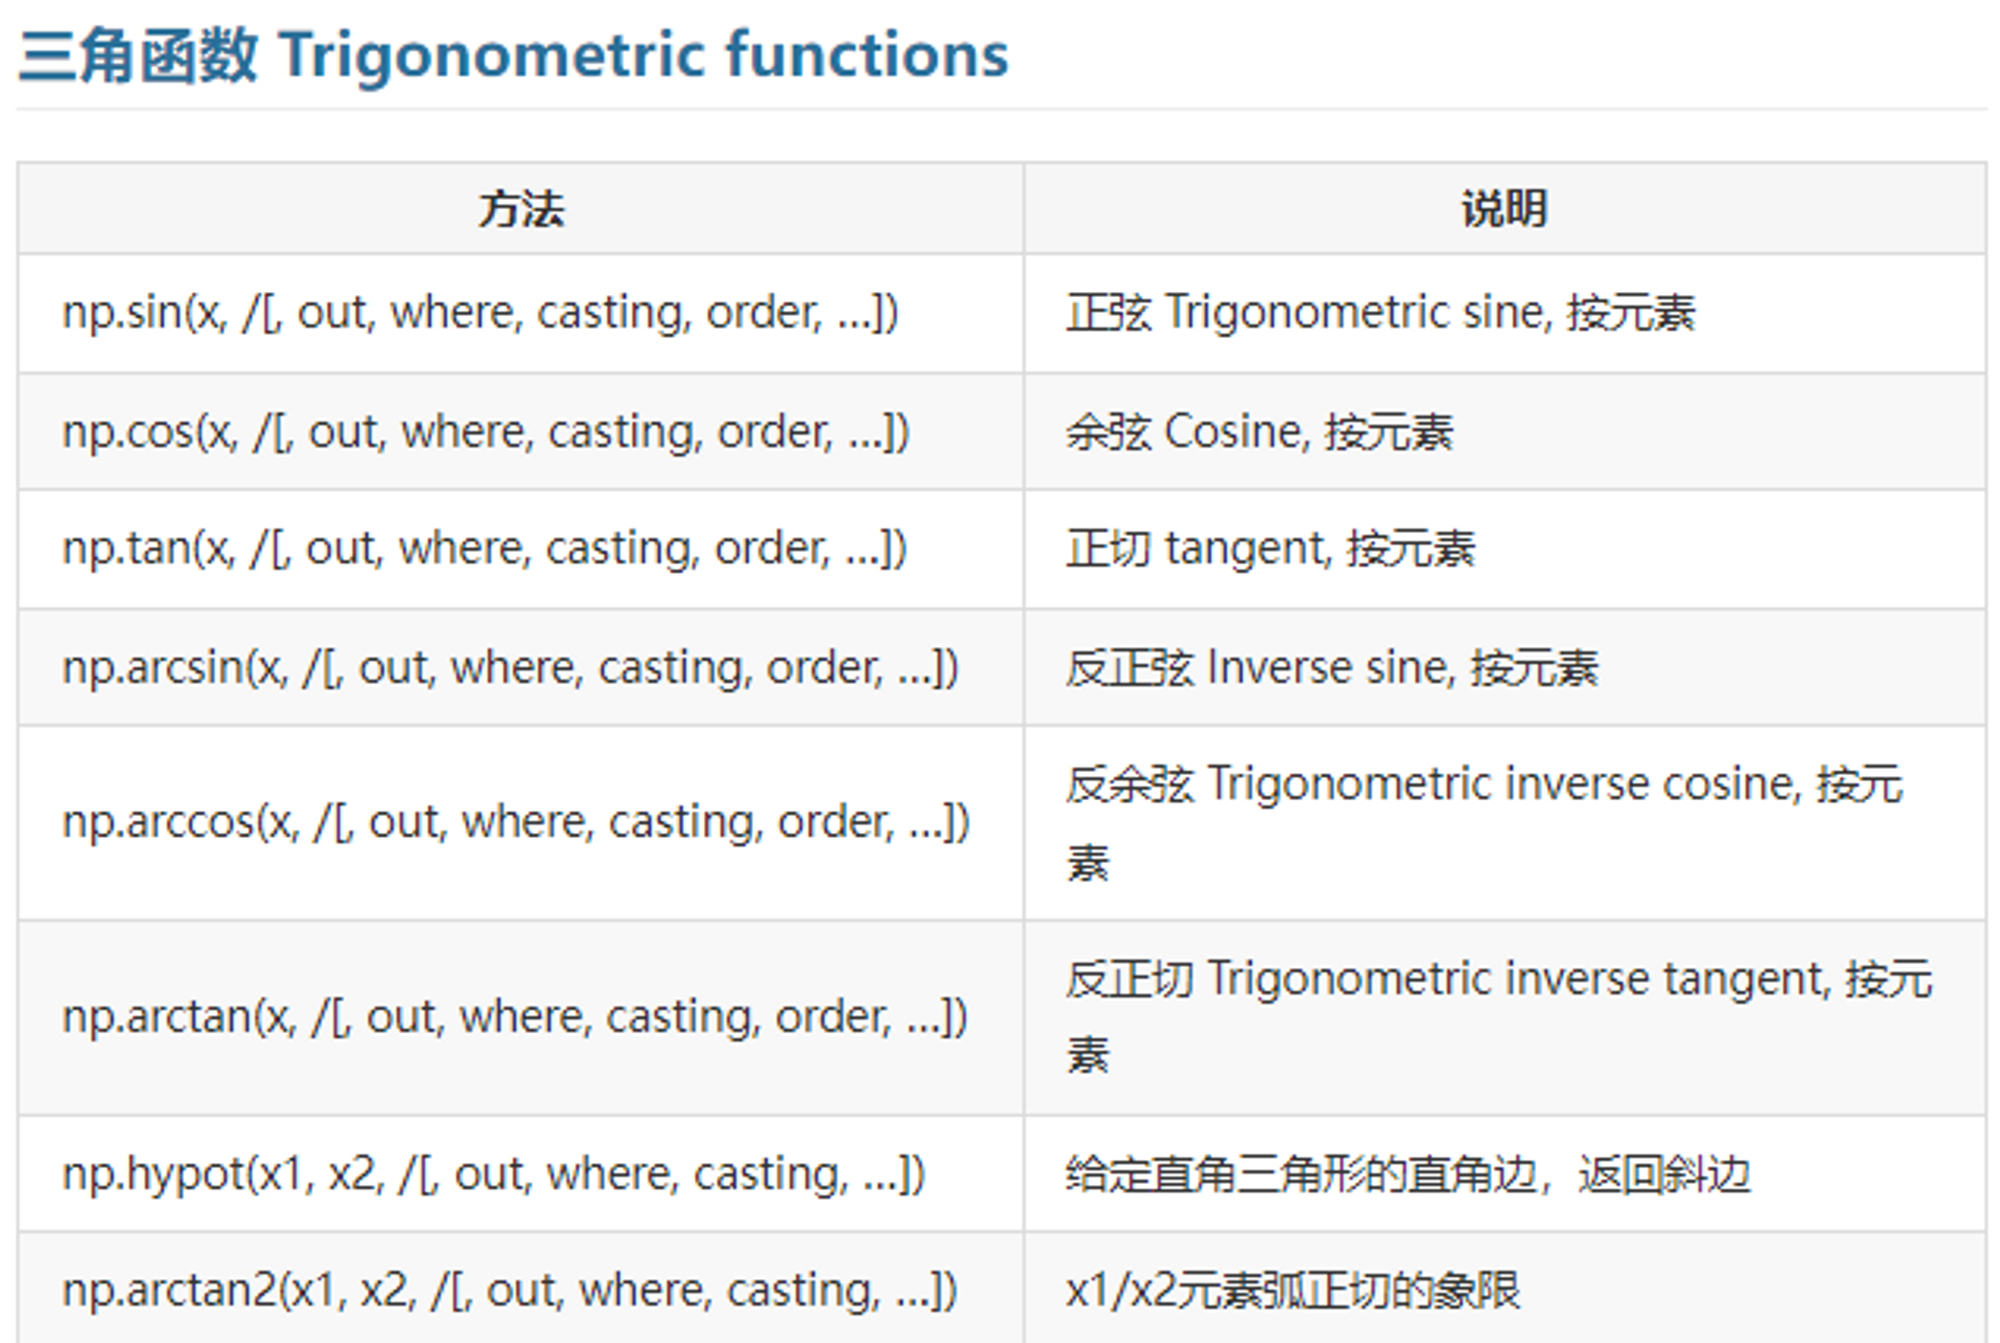 三角函数 Trigonometric functions
方法 说明
np.sin(x, /[, out, where, casting, order, ...]) 正弦 Trigonometric sine, 按元素
np.cos(x, /[, out, where, casting, order, ...]) 余弦 Cosine, 按元素
np.tan(x, /[, out, where, casting, order, ...]) 正切 tangent, 按元素
np.arcsin(x, /[, out, where, casting, order, ...]) 反正弦 Inverse sine, 按元素
np.arccos(x, /[, out, where, casting, order, ...]) 反余弦 Trigonometric inverse cosine, 按元
素
np.arctan(x, /[, out, where, casting, order, ...]) 反正切 Trigonometric inverse tangent, 按元
素
np.hypot(x1, x2, /[, out, where, casting, ...]) 给定直角三角形的直角边，返回斜边
np.arctan2(x1, x2, /[, out, where, casting, ...]) x1/x2元素弧正切的象限